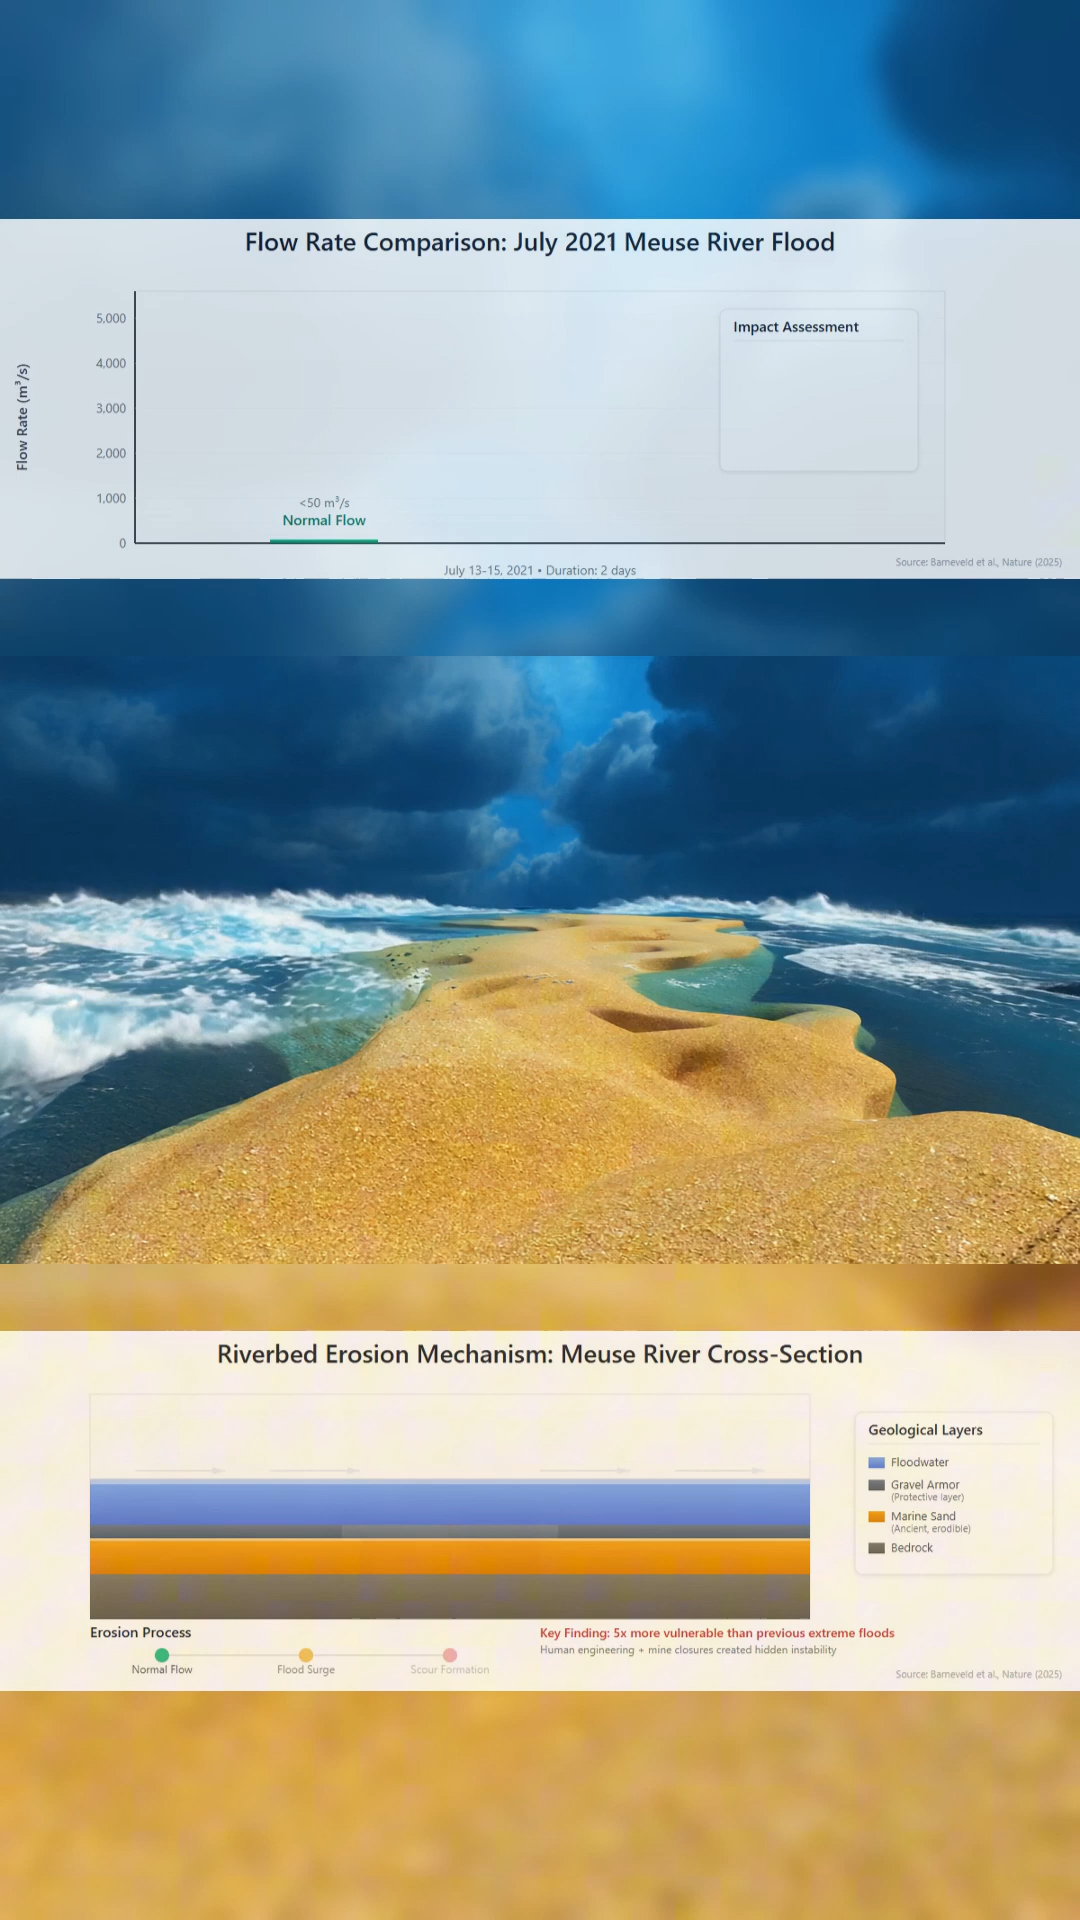 Flow Rate Comparison: July 2021 Meuse River Flood
Flow Rate (m³/s)
5,000
4,000
3,000
2,000
1,000
0
<50 m³/s
Normal Flow
Impact Assessment
July 13-15, 2021 • Duration: 2 days
Source: Barneveld et al., Nature (2025)
Riverbed Erosion Mechanism: Meuse River Cross-Section
Geological Layers
Floodwater
Gravel Armor
(Protective layer)
Marine Sand
(Ancient, erodible)
Bedrock
Erosion Process
Normal Flow
Flood Surge
Scour Formation
Key Finding: 5x more vulnerable than previous extreme floods
Human engineering + mine closures created hidden instability
Source: Barneveld et al., Nature (2025)